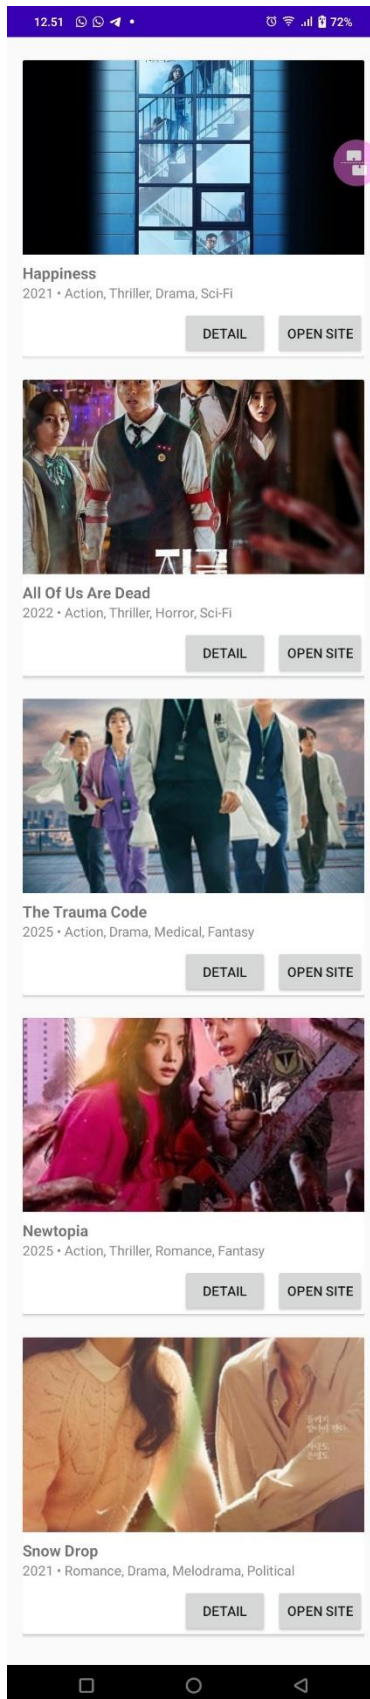 12.51
72%
Happiness
2021 • Action, Thriller, Drama, Sci-Fi
DETAIL OPEN SITE
All Of Us Are Dead
2022 • Action, Thriller, Horror, Sci-Fi
DETAIL OPEN SITE
The Trauma Code
2025 • Action, Drama, Medical, Fantasy
DETAIL OPEN SITE
Newtopia
2025 • Action, Thriller, Romance, Fantasy
DETAIL OPEN SITE
Snow Drop
2021 • Romance, Drama, Melodrama, Political
DETAIL OPEN SITE